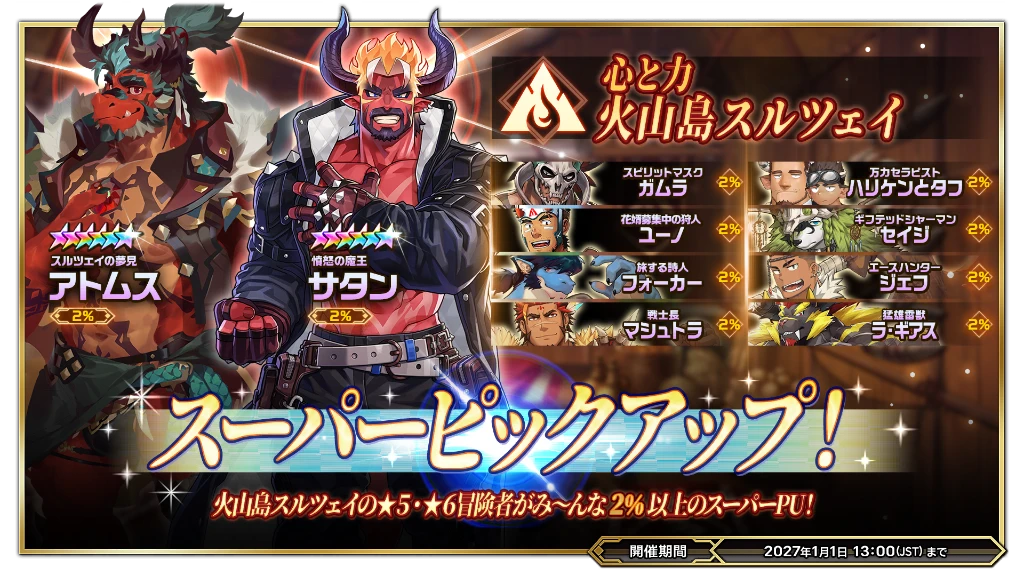 心と力
火山島スルツェイ
スルツェイの夢見
アトムス
2%
憤怒の魔王
サタン
2%
スピリットマスク
ガムラ
2%
花婿募集中の狩人
ユーノ
2%
旅する詩人
フォーカー
2%
戦士長
マシュトラ
2%
万力セラピスト
ハリケンとタフ
2%
ギフテッドシャーマン
セイジ
2%
エースハンター
ジェフ
2%
猛雄雷獣
ラ・ギアス
2%
スーパーピックアップ!
火山島スルツェイの★5・★6冒険者がみ〜んな2%以上のスーパーPU!
開催期間
2027年1月1日 13:00(JST) まで